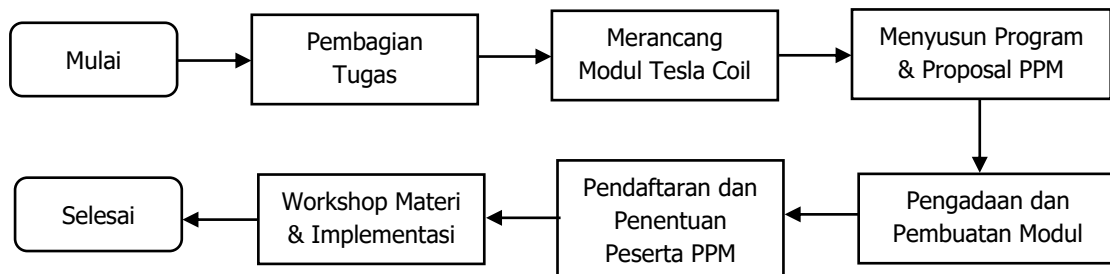 Mulai
Pembagian
Tugas
Merancang
Modul Tesla Coil
Menyusun Program
& Proposal PPM
Pengadaan dan
Pembuatan Modul
Pendaftaran dan
Penentuan
Peserta PPM
Workshop Materi
& Implementasi
Selesai